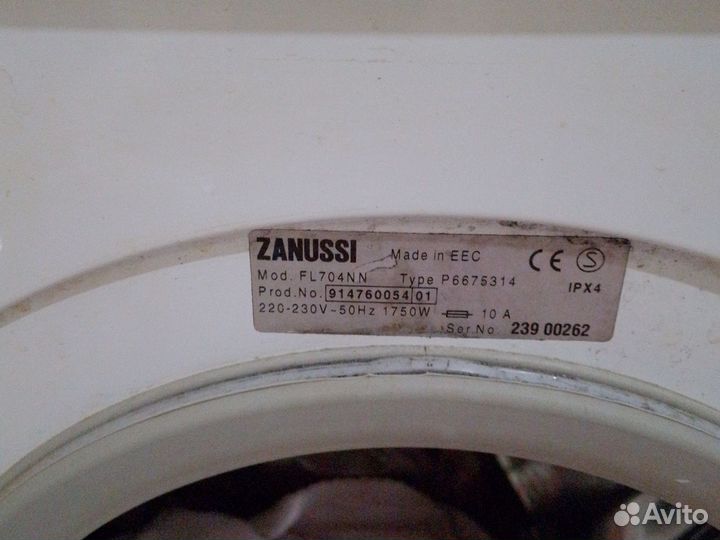 ZANUSSI Made in EEC CE S
Mod. FL704NN Type P6675314
Prod.No. 914760054 01 IPX4
220-230V~50Hz 1750W 10 A
Ser.No. 239 00262
Avito